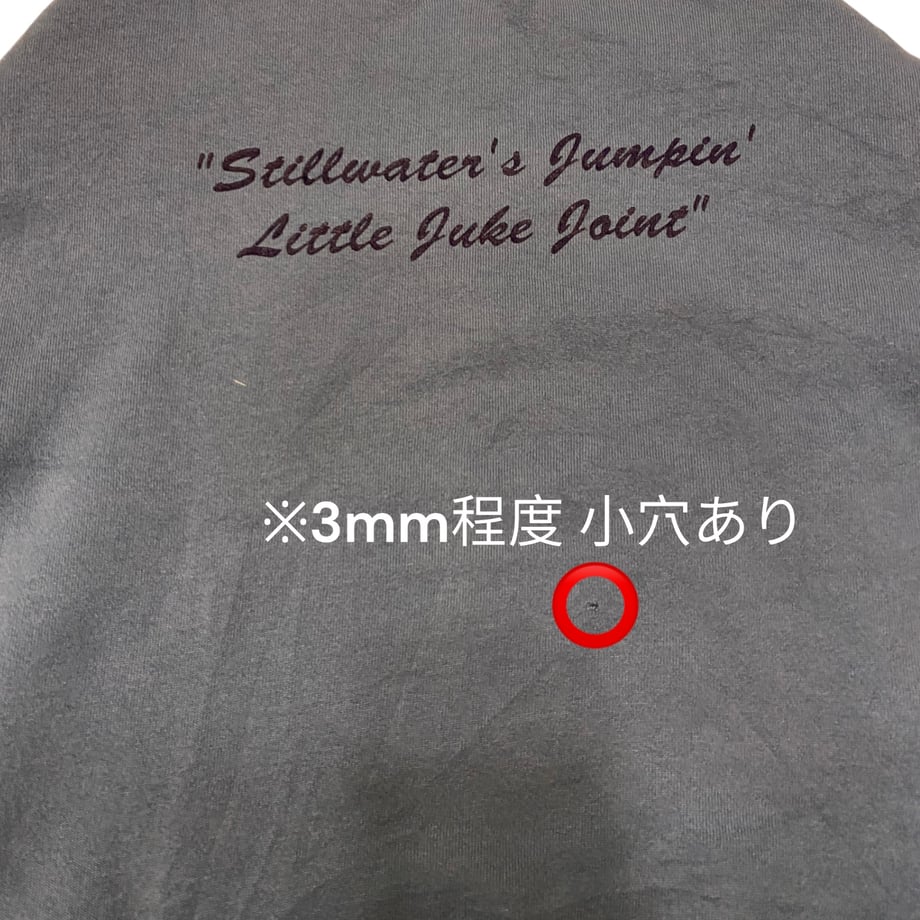 "Stillwater's Jumpin'
Little Juke Joint"
※3mm程度 小穴あり